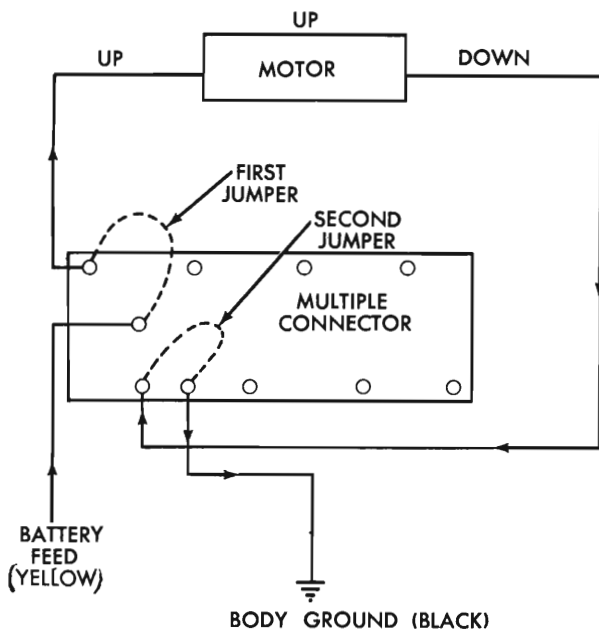 UP
UP
MOTOR
DOWN
FIRST
JUMPER
SECOND
JUMPER
MULTIPLE
CONNECTOR
BATTERY
FEED
(YELLOW)
BODY GROUND (BLACK)